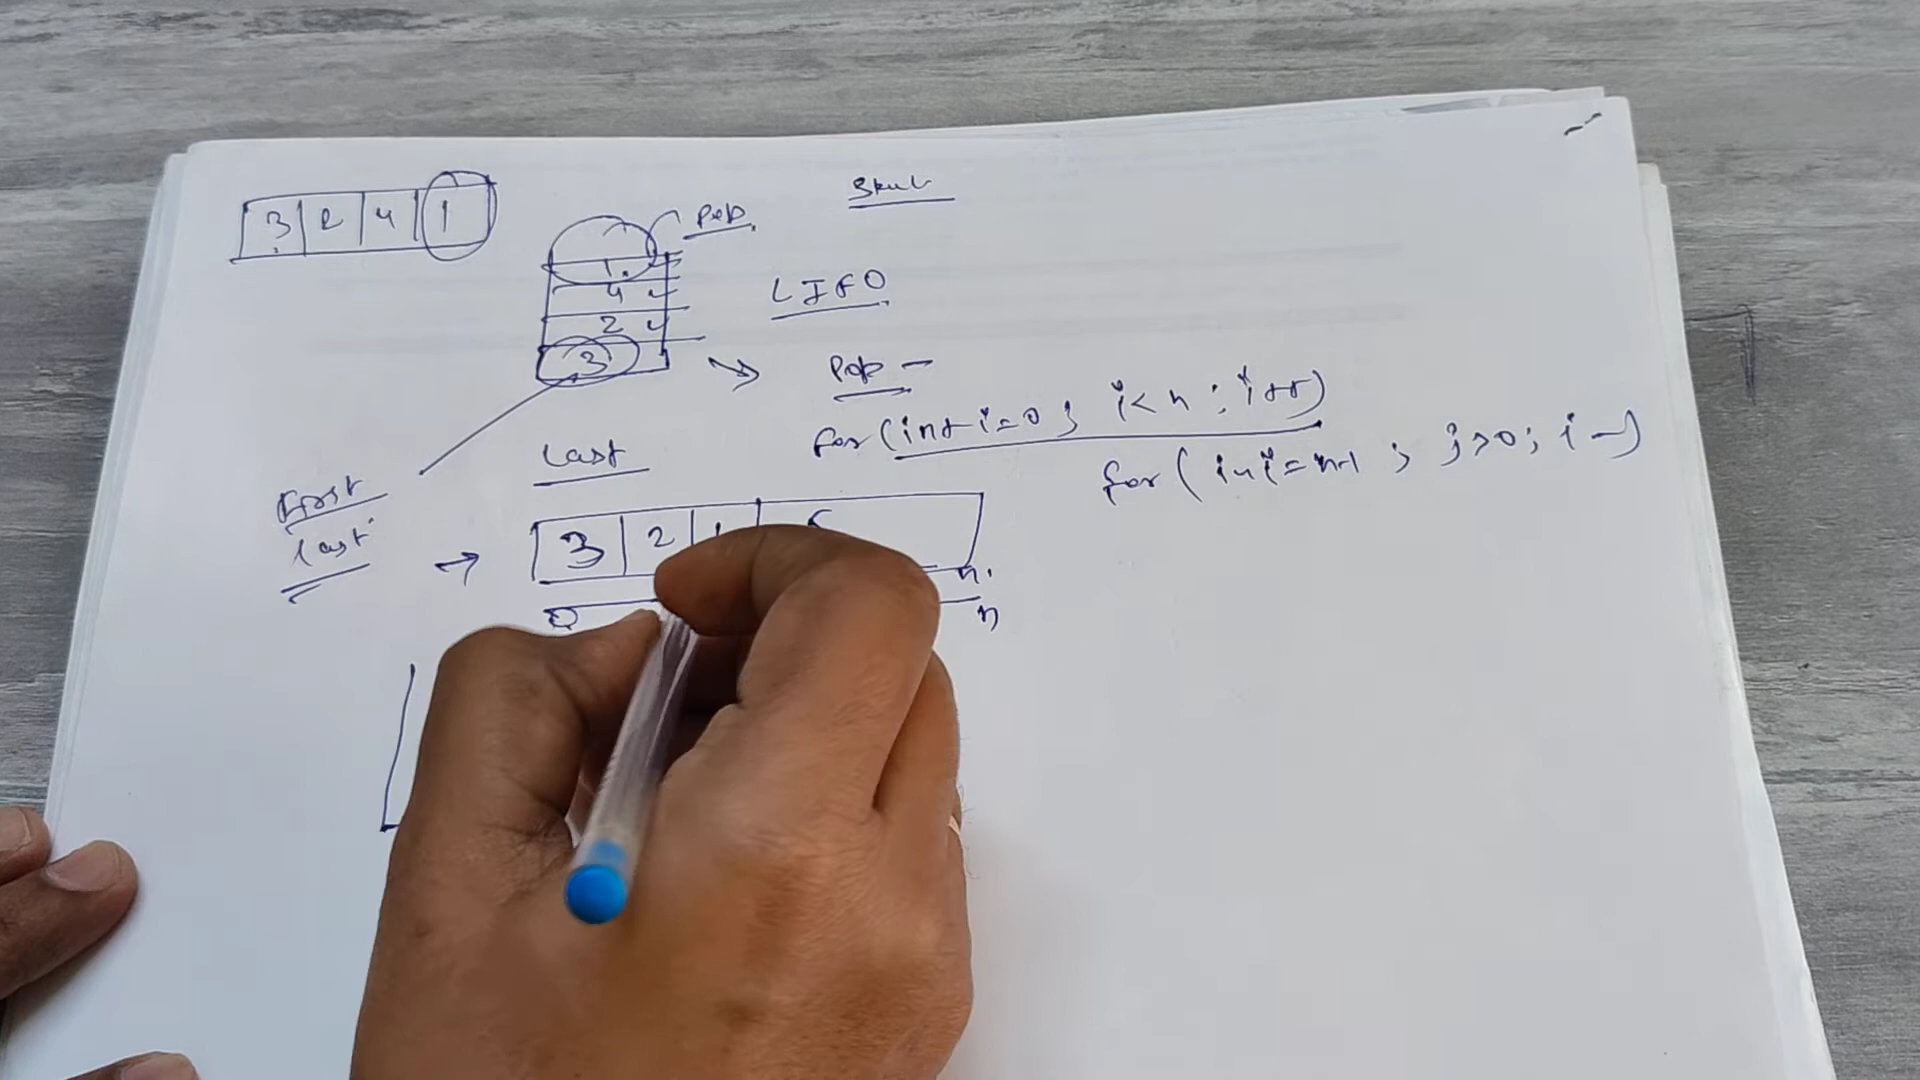 3 2 4 1
Pop.
1.
4
2
3
LIFO
Pop -
for (int i=0; i<n; i++)
for (int i=n-1; j>0; i--)
Last
First
last
3 2 1
n.
0 n